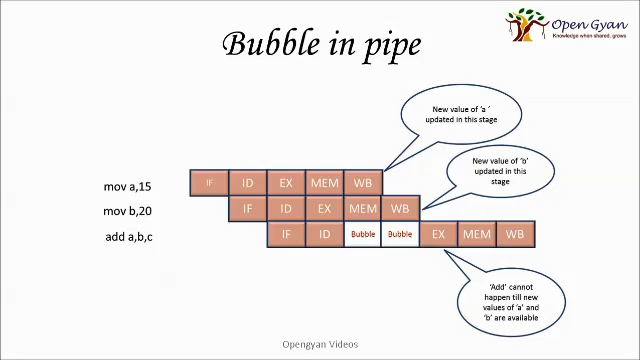 Open Gyan
Knowledge when shared, grows
Bubble in pipe
New value of 'a '
updated in this stage
New value of 'b'
updated in this
stage
mov a,15 IF ID EX MEM WB
mov b,20 IF ID EX MEM WB
add a,b,c IF ID Bubble Bubble EX MEM WB
'Add' cannot
happen till new
values of 'a' and
'b' are available
Opengyan Videos